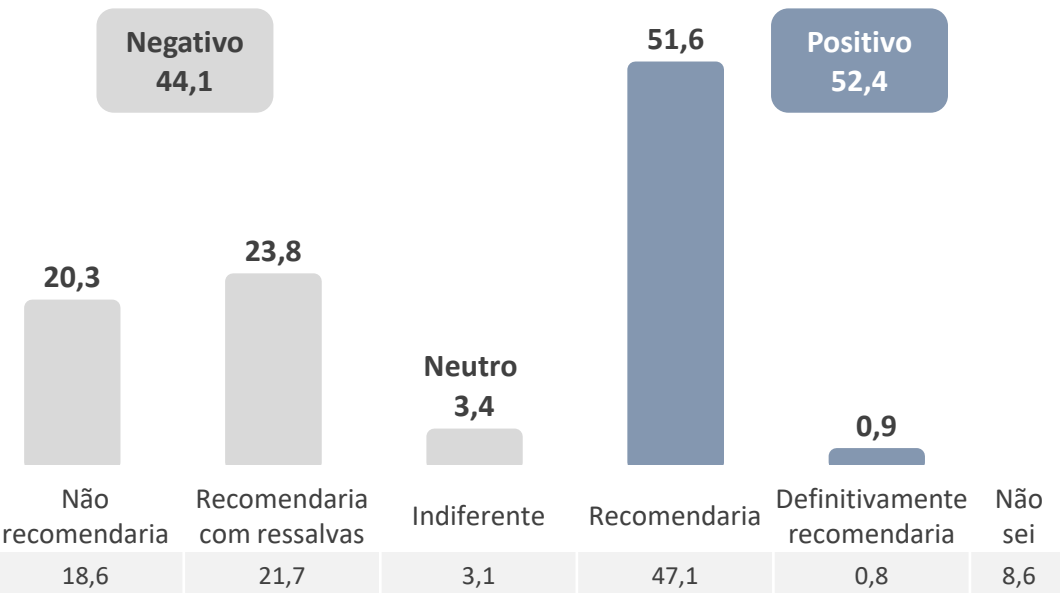 Negativo
44,1
51,6
Positivo
52,4
20,3
23,8
Neutro
3,4
0,9
Não
recomendaria
Recomendaria
com ressalvas
Indiferente
Recomendaria
Definitivamente
recomendaria
Não
sei
18,6
21,7
3,1
47,1
0,8
8,6